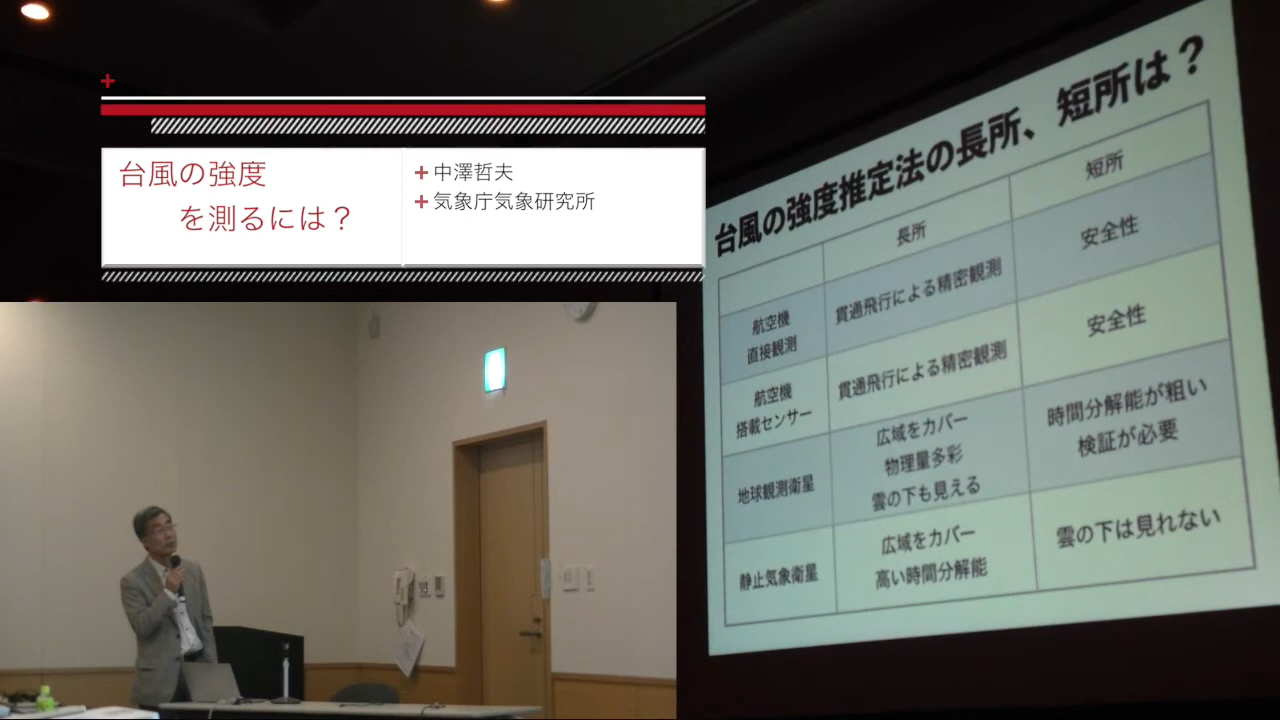 台風の強度
を測るには？
中澤哲夫
気象庁気象研究所
台風の強度推定法の長所、短所は？
長所
短所
航空機
直接観測
貫通飛行による精密観測
安全性
航空機
搭載センサー
貫通飛行による精密観測
安全性
地球観測衛星
広域をカバー
物理量多彩
雲の下も見える
時間分解能が粗い
検証が必要
静止気象衛星
広域をカバー
高い時間分解能
雲の下は見れない